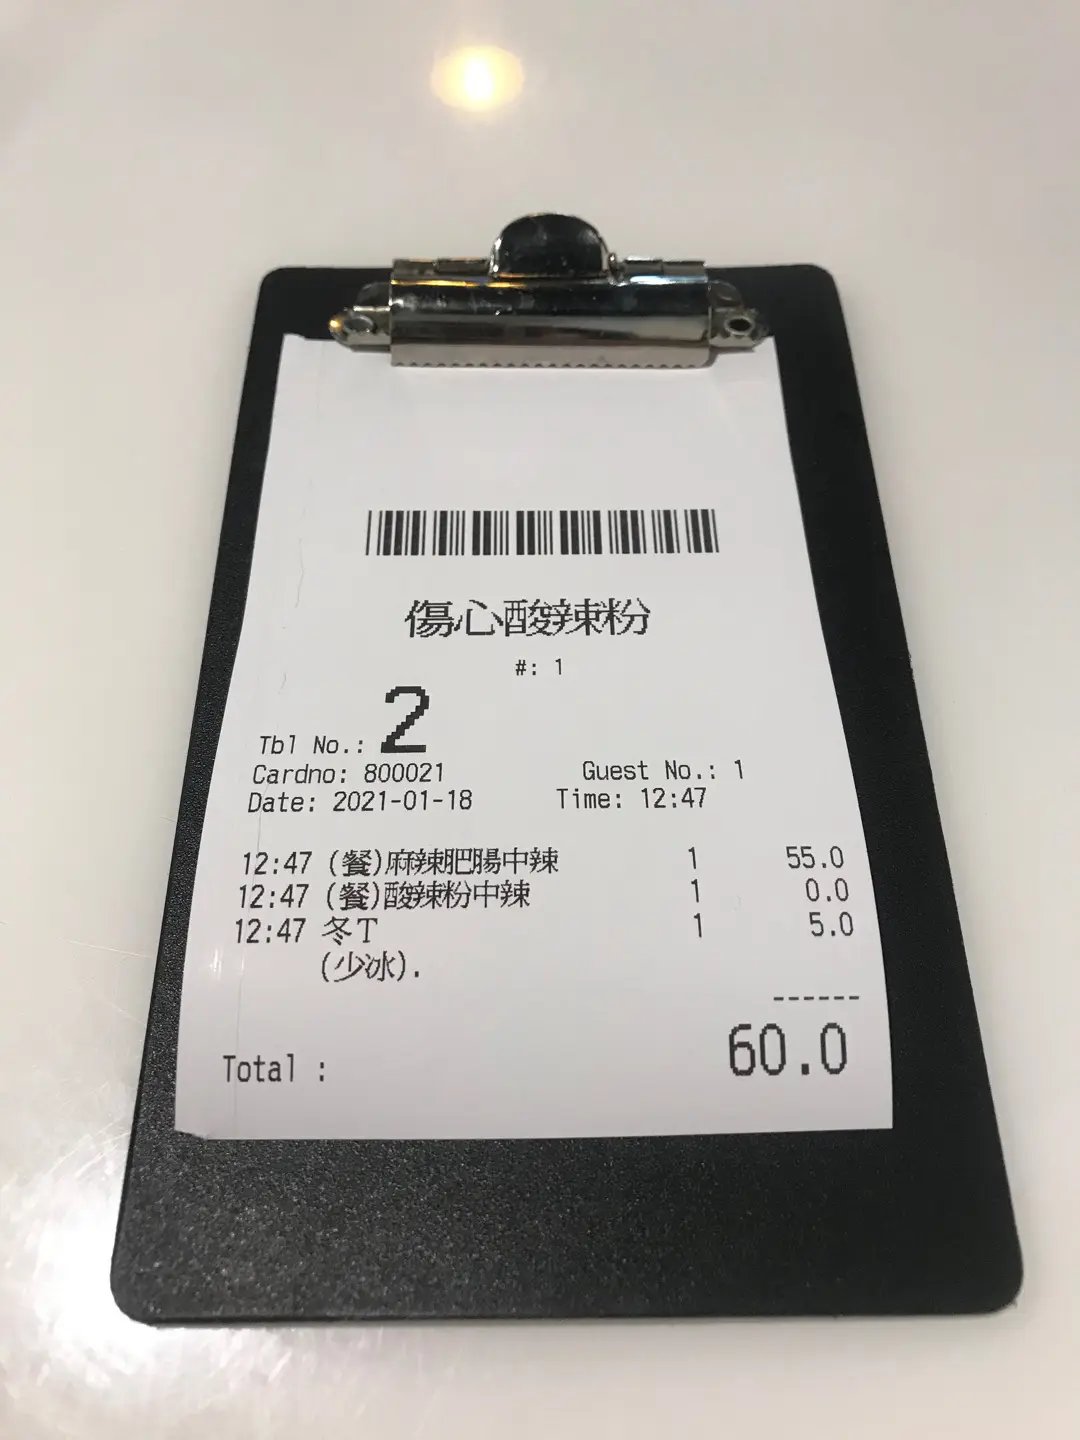 傷心酸辣粉
#: 1
Tbl No.: 2
Cardno: 800021 Guest No.: 1
Date: 2021-01-18 Time: 12:47
12:47 (餐)麻辣肥腸中辣 1 55.0
12:47 (餐)酸辣粉中辣 1 0.0
12:47 冬T 1 5.0
(少冰).
------
Total : 60.0